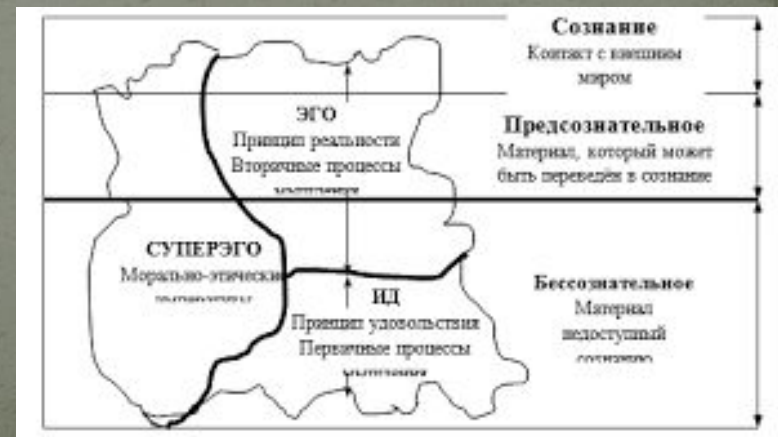 Сознание
Контакт с внешним
миром
ЭГО
Принцип реальности
Вторичные процессы
Предсознательное
Материал, который может
быть переведён в сознание
СУПЕРЭГО
Морально-этические
ИД
Принцип удовольствия
Первичные процессы
Бессознательное
Материал
недоступный